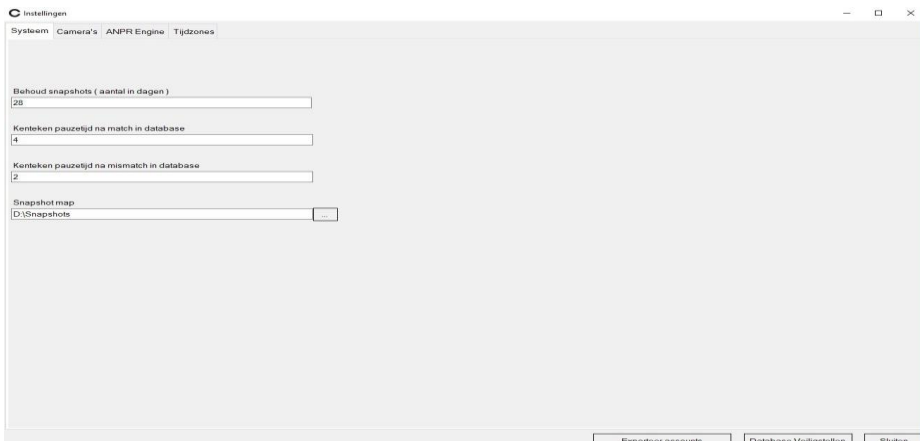 Instellingen
Systeem Camera's ANPR Engine Tijdzones
Behoud snapshots ( aantal in dagen )
28
Kenteken pauzetijd na match in database
4
Kenteken pauzetijd na mismatch in database
2
Snapshot map
D:\Snapshots ...
Exporteer accounts Database Veiligstellen Sluiten